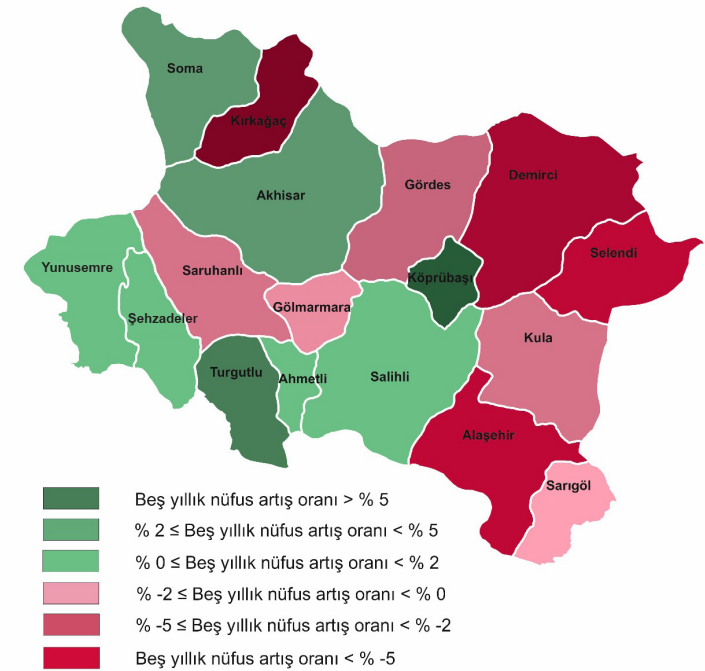 Soma
Kırkağaç
Akhisar
Gördes
Demirci
Selendi
Köprübaşı
Yunusemre
Saruhanlı
Gölmarmara
Şehzadeler
Kula
Turgutlu
Ahmetli
Salihli
Alaşehir
Sarıgöl
Beş yıllık nüfus artış oranı > % 5
% 2 ≤ Beş yıllık nüfus artış oranı < % 5
% 0 ≤ Beş yıllık nüfus artış oranı < % 2
% -2 ≤ Beş yıllık nüfus artış oranı < % 0
% -5 ≤ Beş yıllık nüfus artış oranı < % -2
Beş yıllık nüfus artış oranı < % -5